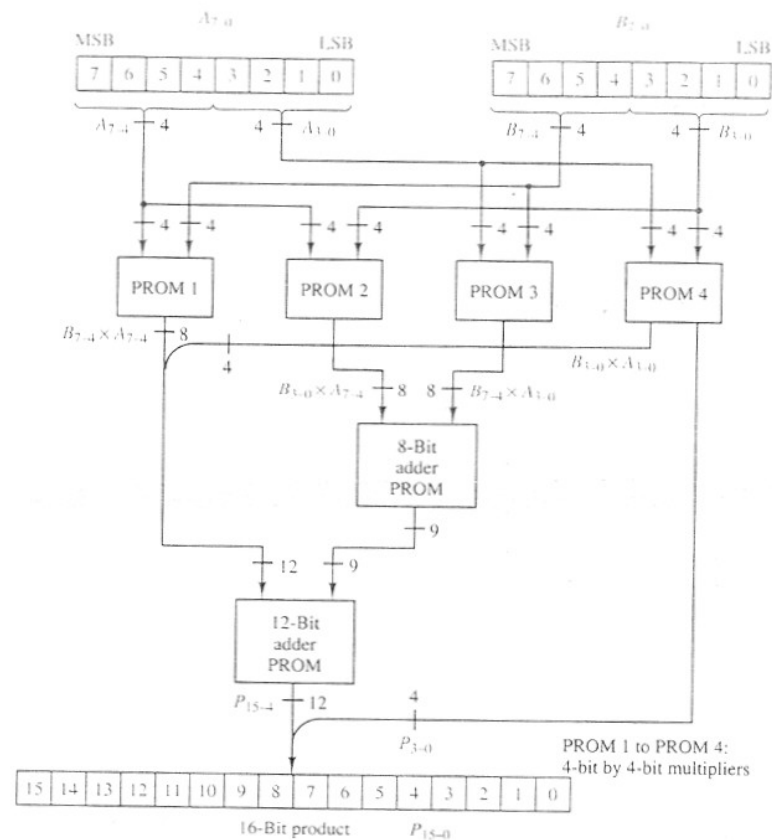 A₇₋₀ B₇₋₀
MSB LSB MSB LSB
7 6 5 4 3 2 1 0 7 6 5 4 3 2 1 0
A₇₋₄ 4 4 A₃₋₀ B₇₋₄ 4 4 B₃₋₀
4 4 4 4 4 4 4 4
PROM 1 PROM 2 PROM 3 PROM 4
B₇₋₄ × A₇₋₄ 8
4
B₃₋₀ × A₃₋₀
B₃₋₀ × A₇₋₄ 8 8 B₇₋₄ × A₃₋₀
8-Bit
adder
PROM
9
12 9
12-Bit
adder
PROM
P₁₅₋₄ 12 4
P₃₋₀
PROM 1 to PROM 4:
4-bit by 4-bit multipliers
15 14 13 12 11 10 9 8 7 6 5 4 3 2 1 0
16-Bit product P₁₅₋₀